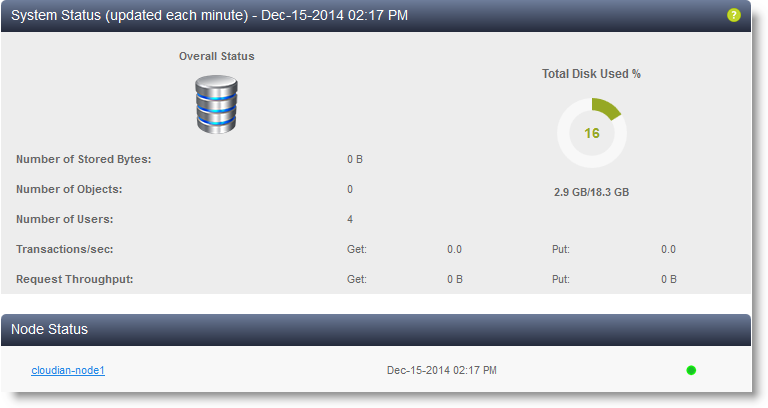 System Status (updated each minute) - Dec-15-2014 02:17 PM ?
Overall Status
Total Disk Used %
16
2.9 GB/18.3 GB
Number of Stored Bytes: 0 B
Number of Objects: 0
Number of Users: 4
Transactions/sec: Get: 0.0 Put: 0.0
Request Throughput: Get: 0 B Put: 0 B
Node Status
cloudian-node1 Dec-15-2014 02:17 PM